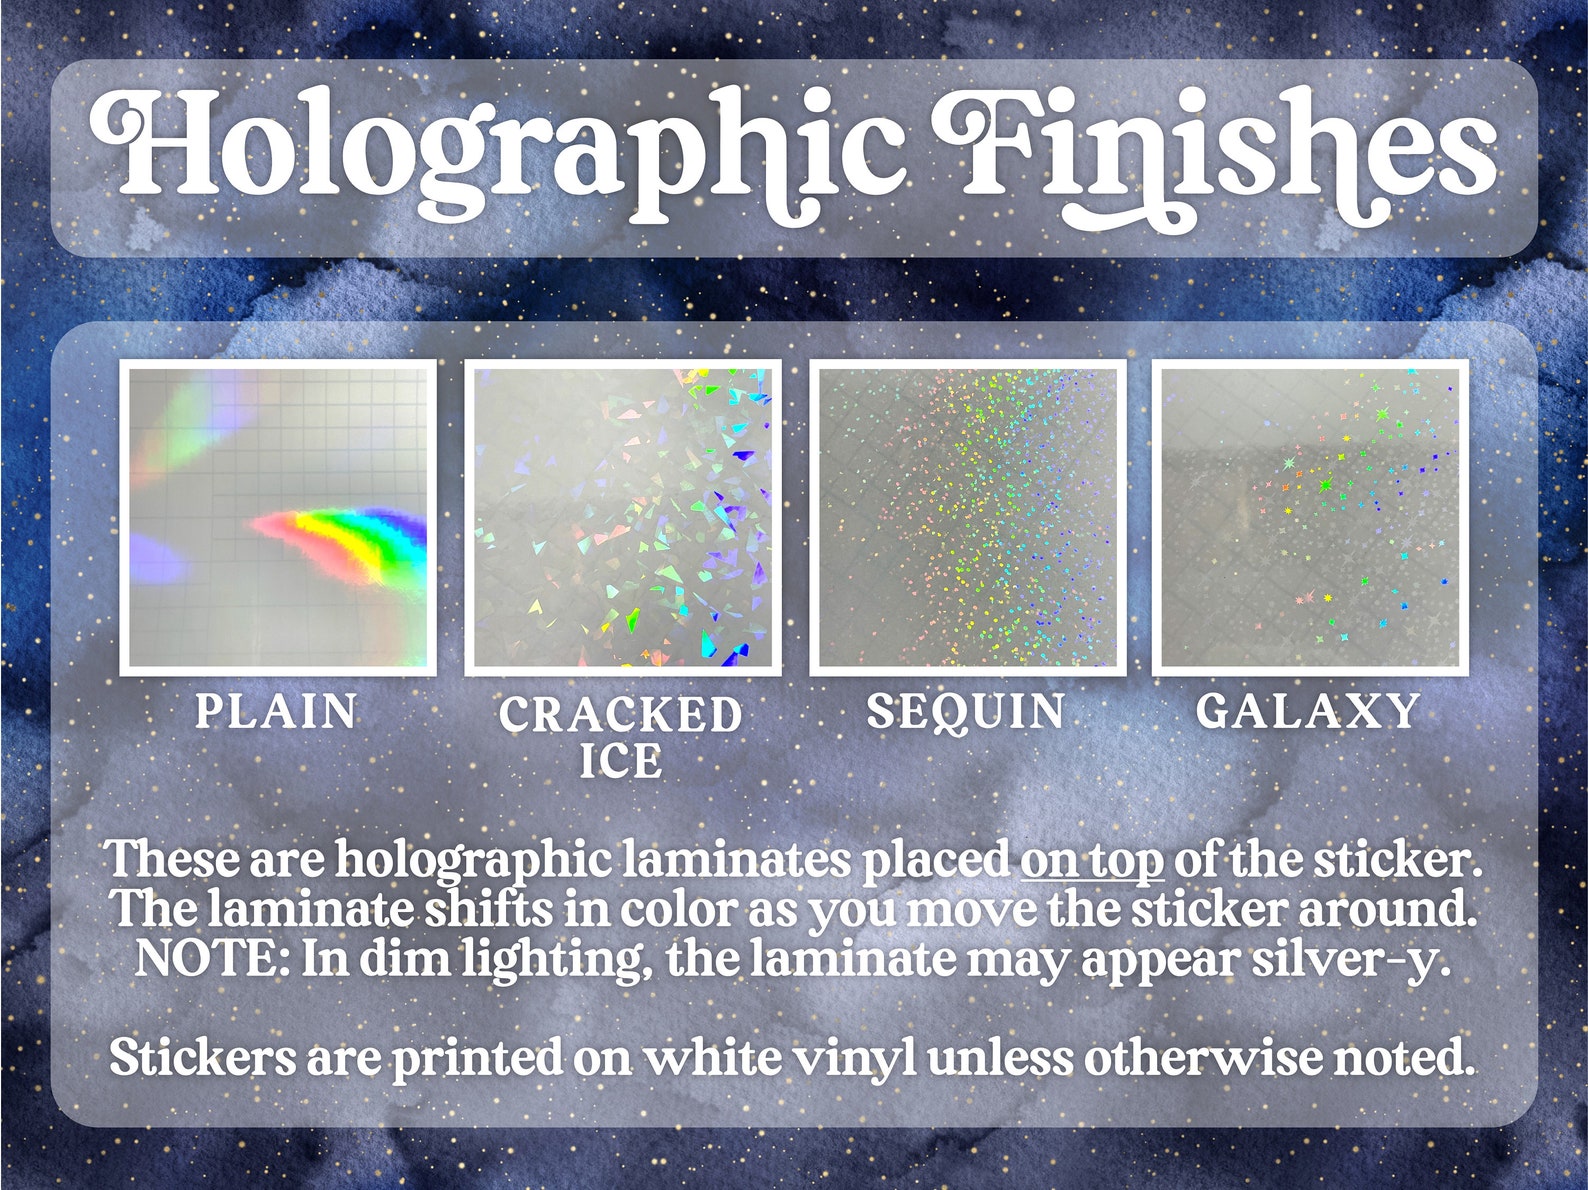 Holographic Finishes
PLAIN
CRACKED
ICE
SEQUIN
GALAXY
These are holographic laminates placed on top of the sticker.
The laminate shifts in color as you move the sticker around.
NOTE: In dim lighting, the laminate may appear silver-y.
Stickers are printed on white vinyl unless otherwise noted.